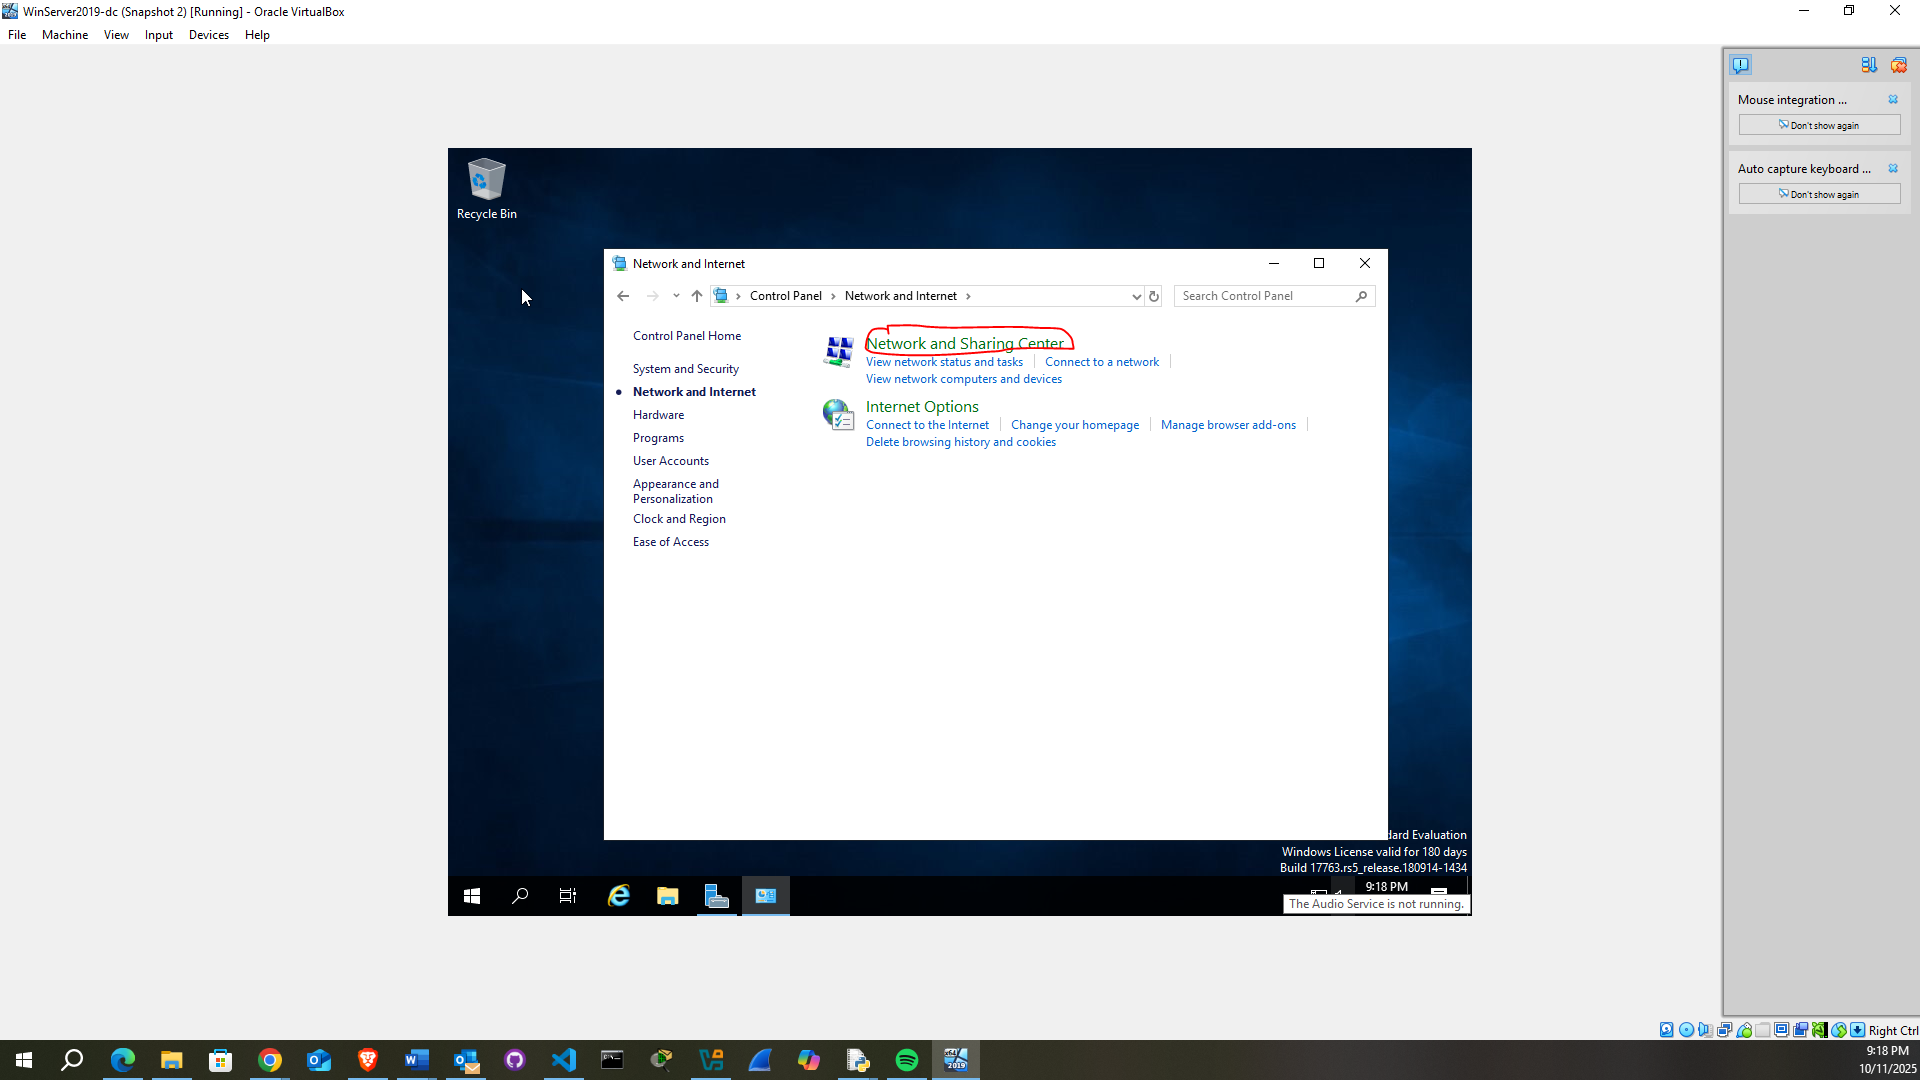 WinServer2019-dc (Snapshot 2) [Running] - Oracle VirtualBox
File Machine View Input Devices Help
Mouse integration ...
Don't show again
Auto capture keyboard ...
Don't show again
Recycle Bin
Network and Internet
Control Panel Network and Internet
Search Control Panel
Control Panel Home
System and Security
Network and Internet
Hardware
Programs
User Accounts
Appearance and
Personalization
Clock and Region
Ease of Access
Network and Sharing Center
View network status and tasks Connect to a network
View network computers and devices
Internet Options
Connect to the Internet Change your homepage Manage browser add-ons
Delete browsing history and cookies
dard Evaluation
Windows License valid for 180 days
Build 17763.rs5_release.180914-1434
9:18 PM
The Audio Service is not running.
Right Ctrl
9:18 PM
10/11/2025